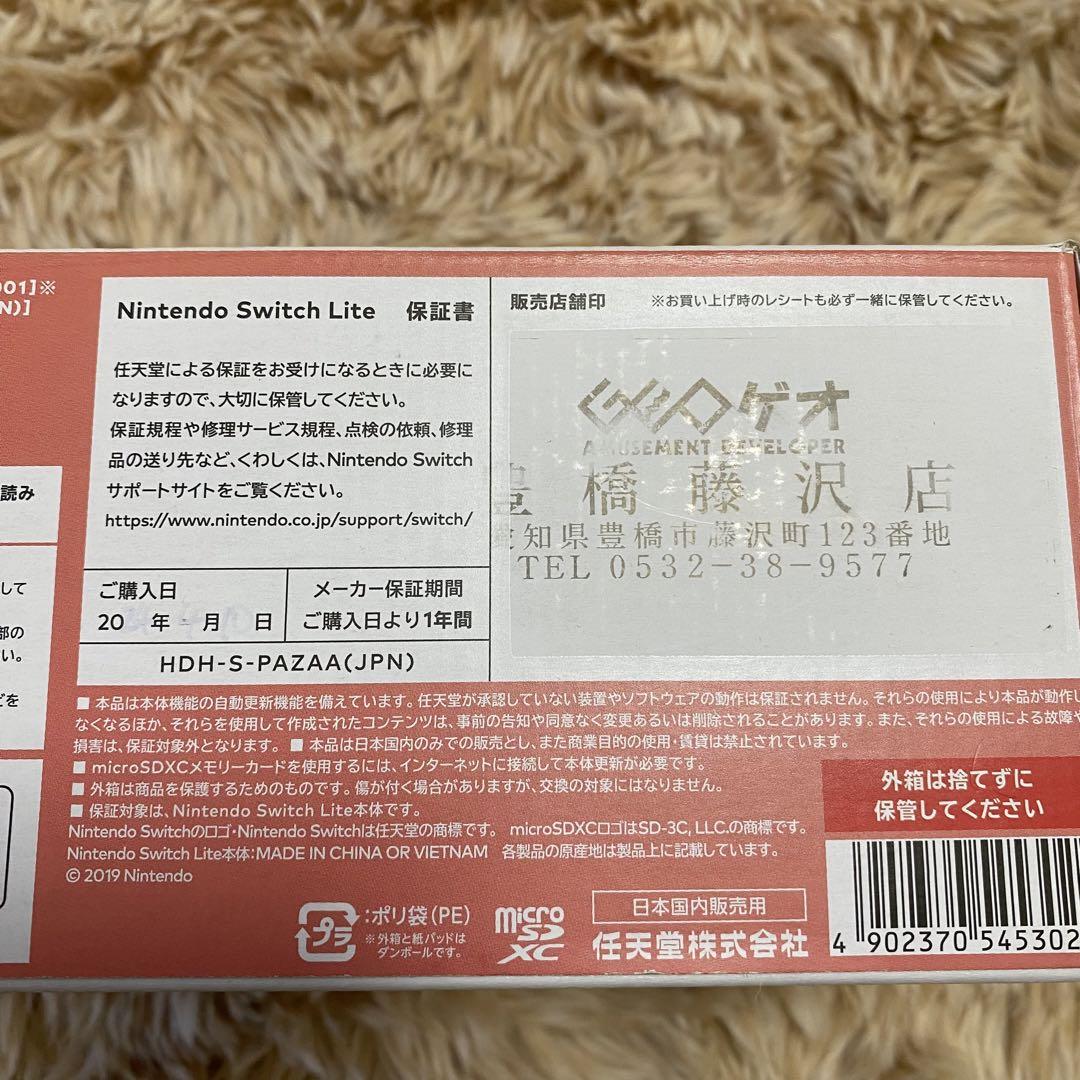 001]※
N)]
Nintendo Switch Lite 保証書
任天堂による保証をお受けになるときに必要に
なりますので、大切に保管してください。
保証規程や修理サービス規程、点検の依頼、修理
品の送り先など、くわしくは、Nintendo Switch
サポートサイトをご覧ください。
https://www.nintendo.co.jp/support/switch/
ご購入日
20 年 月 日
メーカー保証期間
ご購入日より1年間
HDH-S-PAZAA(JPN)
販売店舗印 ※お買い上げ時のレシートも必ず一緒に保管してください。
GEO ゲオ
AMUSEMENT DEVELOPER
豊橋藤沢店
知県豊橋市藤沢町123番地
TEL 0532-38-9577
読み
して
部の
い。
どを
■ 本品は本体機能の自動更新機能を備えています。任天堂が承認していない装置やソフトウェアの動作は保証されません。それらの使用により本品が動作し
なくなるほか、それらを使用して作成されたコンテンツは、事前の告知や同意なく変更あるいは削除されることがあります。また、それらの使用による故障や
損害は、保証対象外となります。 ■ 本品は日本国内のみでの販売とし、また商業目的の使用・賃貸は禁止されています。
■ microSDXCメモリーカードを使用するには、インターネットに接続して本体更新が必要です。
■ 外箱は商品を保護するためのものです。傷が付く場合がありますが、交換の対象にはなりません。
■ 保証対象は、Nintendo Switch Lite本体です。
Nintendo Switchのロゴ・Nintendo Switchは任天堂の商標です。 microSDXCロゴはSD-3C, LLC.の商標です。
Nintendo Switch Lite本体：MADE IN CHINA OR VIETNAM 各製品の原産地は製品上に記載しています。
© 2019 Nintendo
外箱は捨てずに
保管してください
プラ
：ポリ袋（PE）
※外箱と紙パッドは
ダンボールです。
micro
SD
XC
日本国内販売用
任天堂株式会社
4 902370 545302